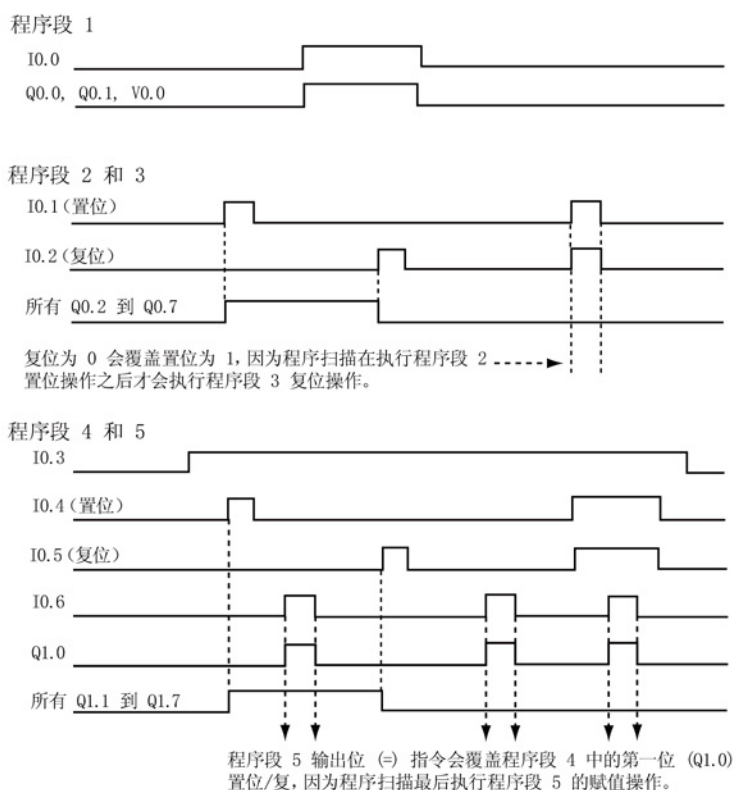 程序段 1
I0.0
Q0.0, Q0.1, V0.0
程序段 2 和 3
I0.1(置位)
I0.2(复位)
所有 Q0.2 到 Q0.7
复位为 0 会覆盖置位为 1,因为程序扫描在执行程序段 2
置位操作之后才会执行程序段 3 复位操作。
程序段 4 和 5
I0.3
I0.4(置位)
I0.5(复位)
I0.6
Q1.0
所有 Q1.1 到 Q1.7
程序段 5 输出位 (=) 指令会覆盖程序段 4 中的第一位 (Q1.0)
置位/复,因为程序扫描最后执行程序段 5 的赋值操作。